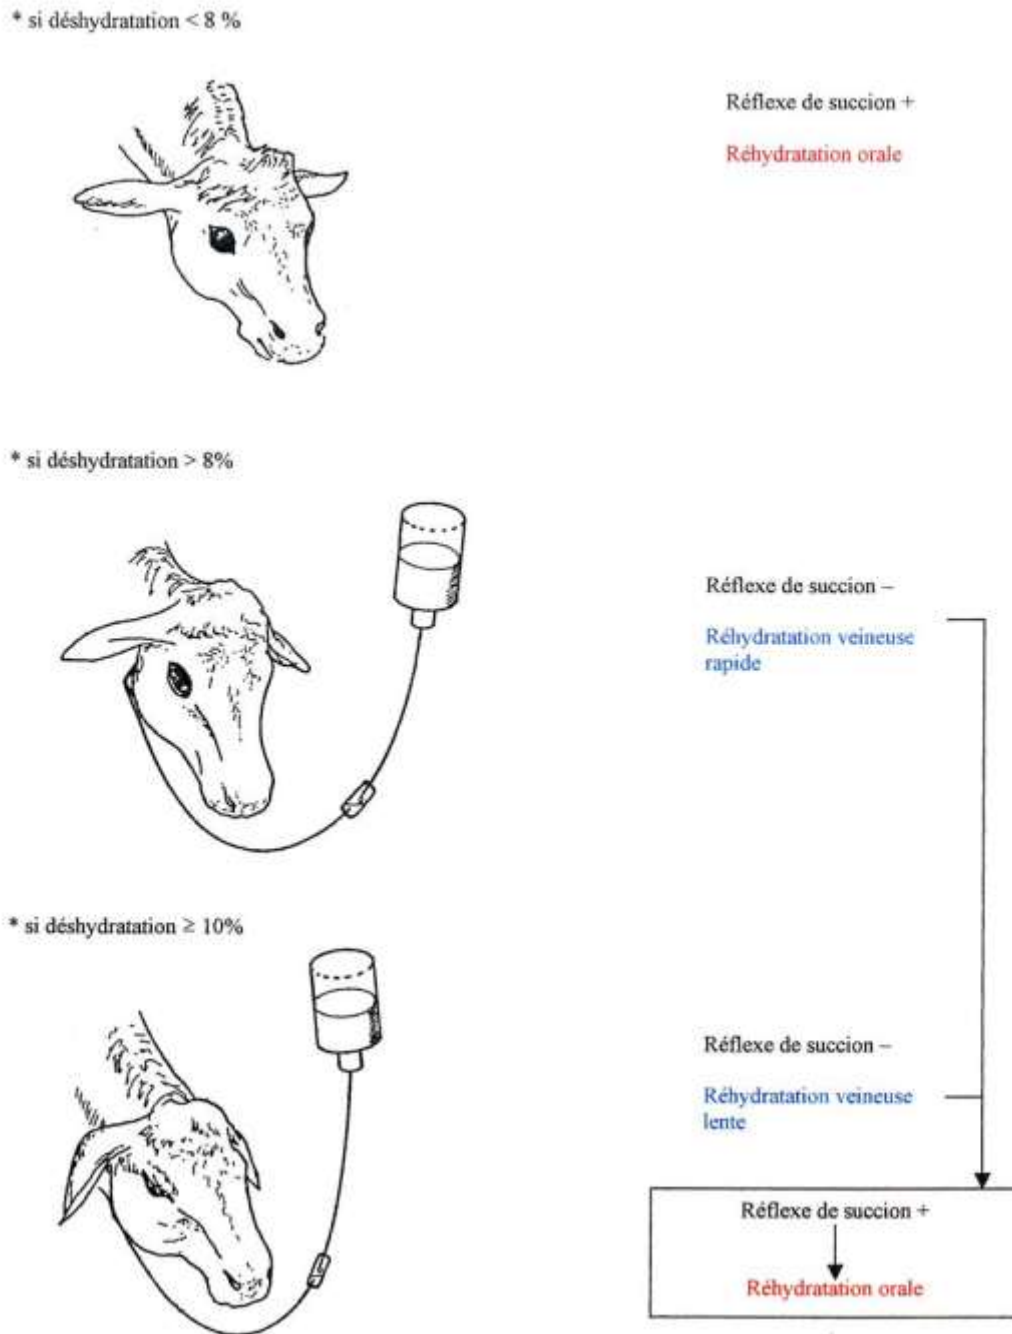 * si déshydratation < 8 %
Réflexe de succion +
Réhydratation orale
* si déshydratation > 8%
Réflexe de succion –
Réhydratation veineuse
rapide
* si déshydratation ≥ 10%
Réflexe de succion –
Réhydratation veineuse
lente
Réflexe de succion +
Réhydratation orale